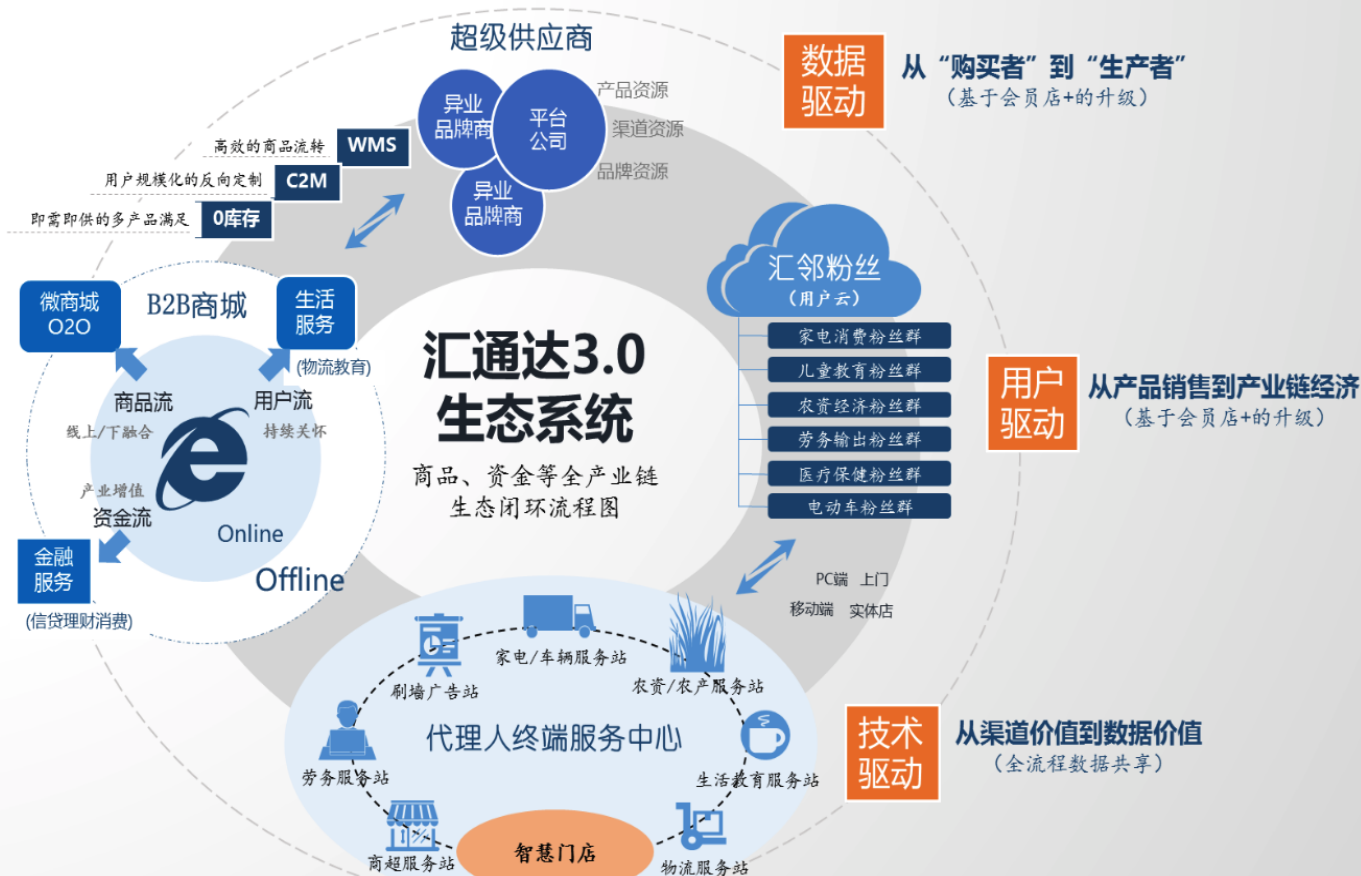 超级供应商
异业
品牌商
平台
公司
异业
品牌商
产品资源
渠道资源
品牌资源
数据
驱动
从“购买者”到“生产者”
（基于会员店+的升级）
高效的商品流转
WMS
用户规模化的反向定制
C2M
即需即供的多产品满足
0库存
微商城
O2O
B2B商城
生活
服务
(物流教育)
商品流
线上/下融合
用户流
持续关怀
产业增值
资金流
Online
Offline
金融
服务
(信贷理财消费)
汇通达3.0
生态系统
商品、资金等全产业链
生态闭环流程图
汇邻粉丝
（用户云）
家电消费粉丝群
儿童教育粉丝群
农资经济粉丝群
劳务输出粉丝群
医疗保健粉丝群
电动车粉丝群
用户
驱动
从产品销售到产业链经济
（基于会员店+的升级）
PC端 上门
移动端 实体店
家电/车辆服务站
刷墙广告站
农资/农产服务站
代理人终端服务中心
劳务服务站
生活教育服务站
商超服务站
智慧门店
物流服务站
技术
驱动
从渠道价值到数据价值
（全流程数据共享）